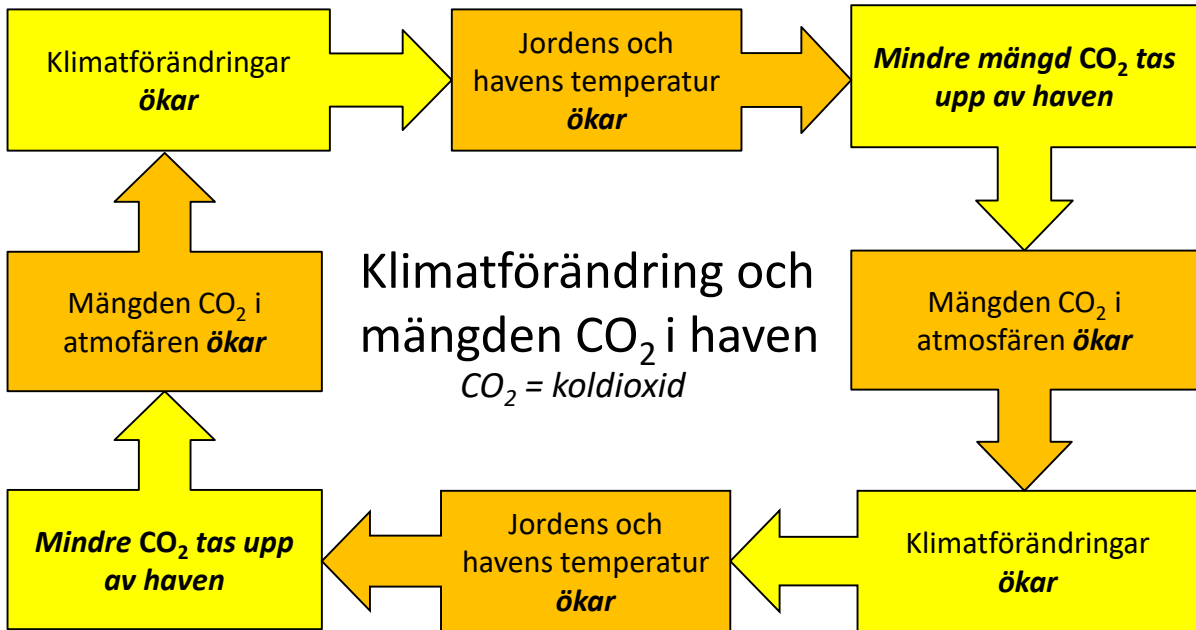 Klimatförändringar
ökar
Jordens och
havens temperatur
ökar
Mindre mängd CO₂ tas
upp av haven
Mängden CO₂ i
atmofären ökar
Klimatförändring och
mängden CO₂ i haven
CO₂ = koldioxid
Mängden CO₂ i
atmosfären ökar
Mindre CO₂ tas upp
av haven
Jordens och
havens temperatur
ökar
Klimatförändringar
ökar